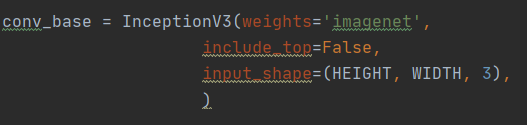 conv_base = InceptionV3(weights='imagenet',
include_top=False,
input_shape=(HEIGHT, WIDTH, 3),
)